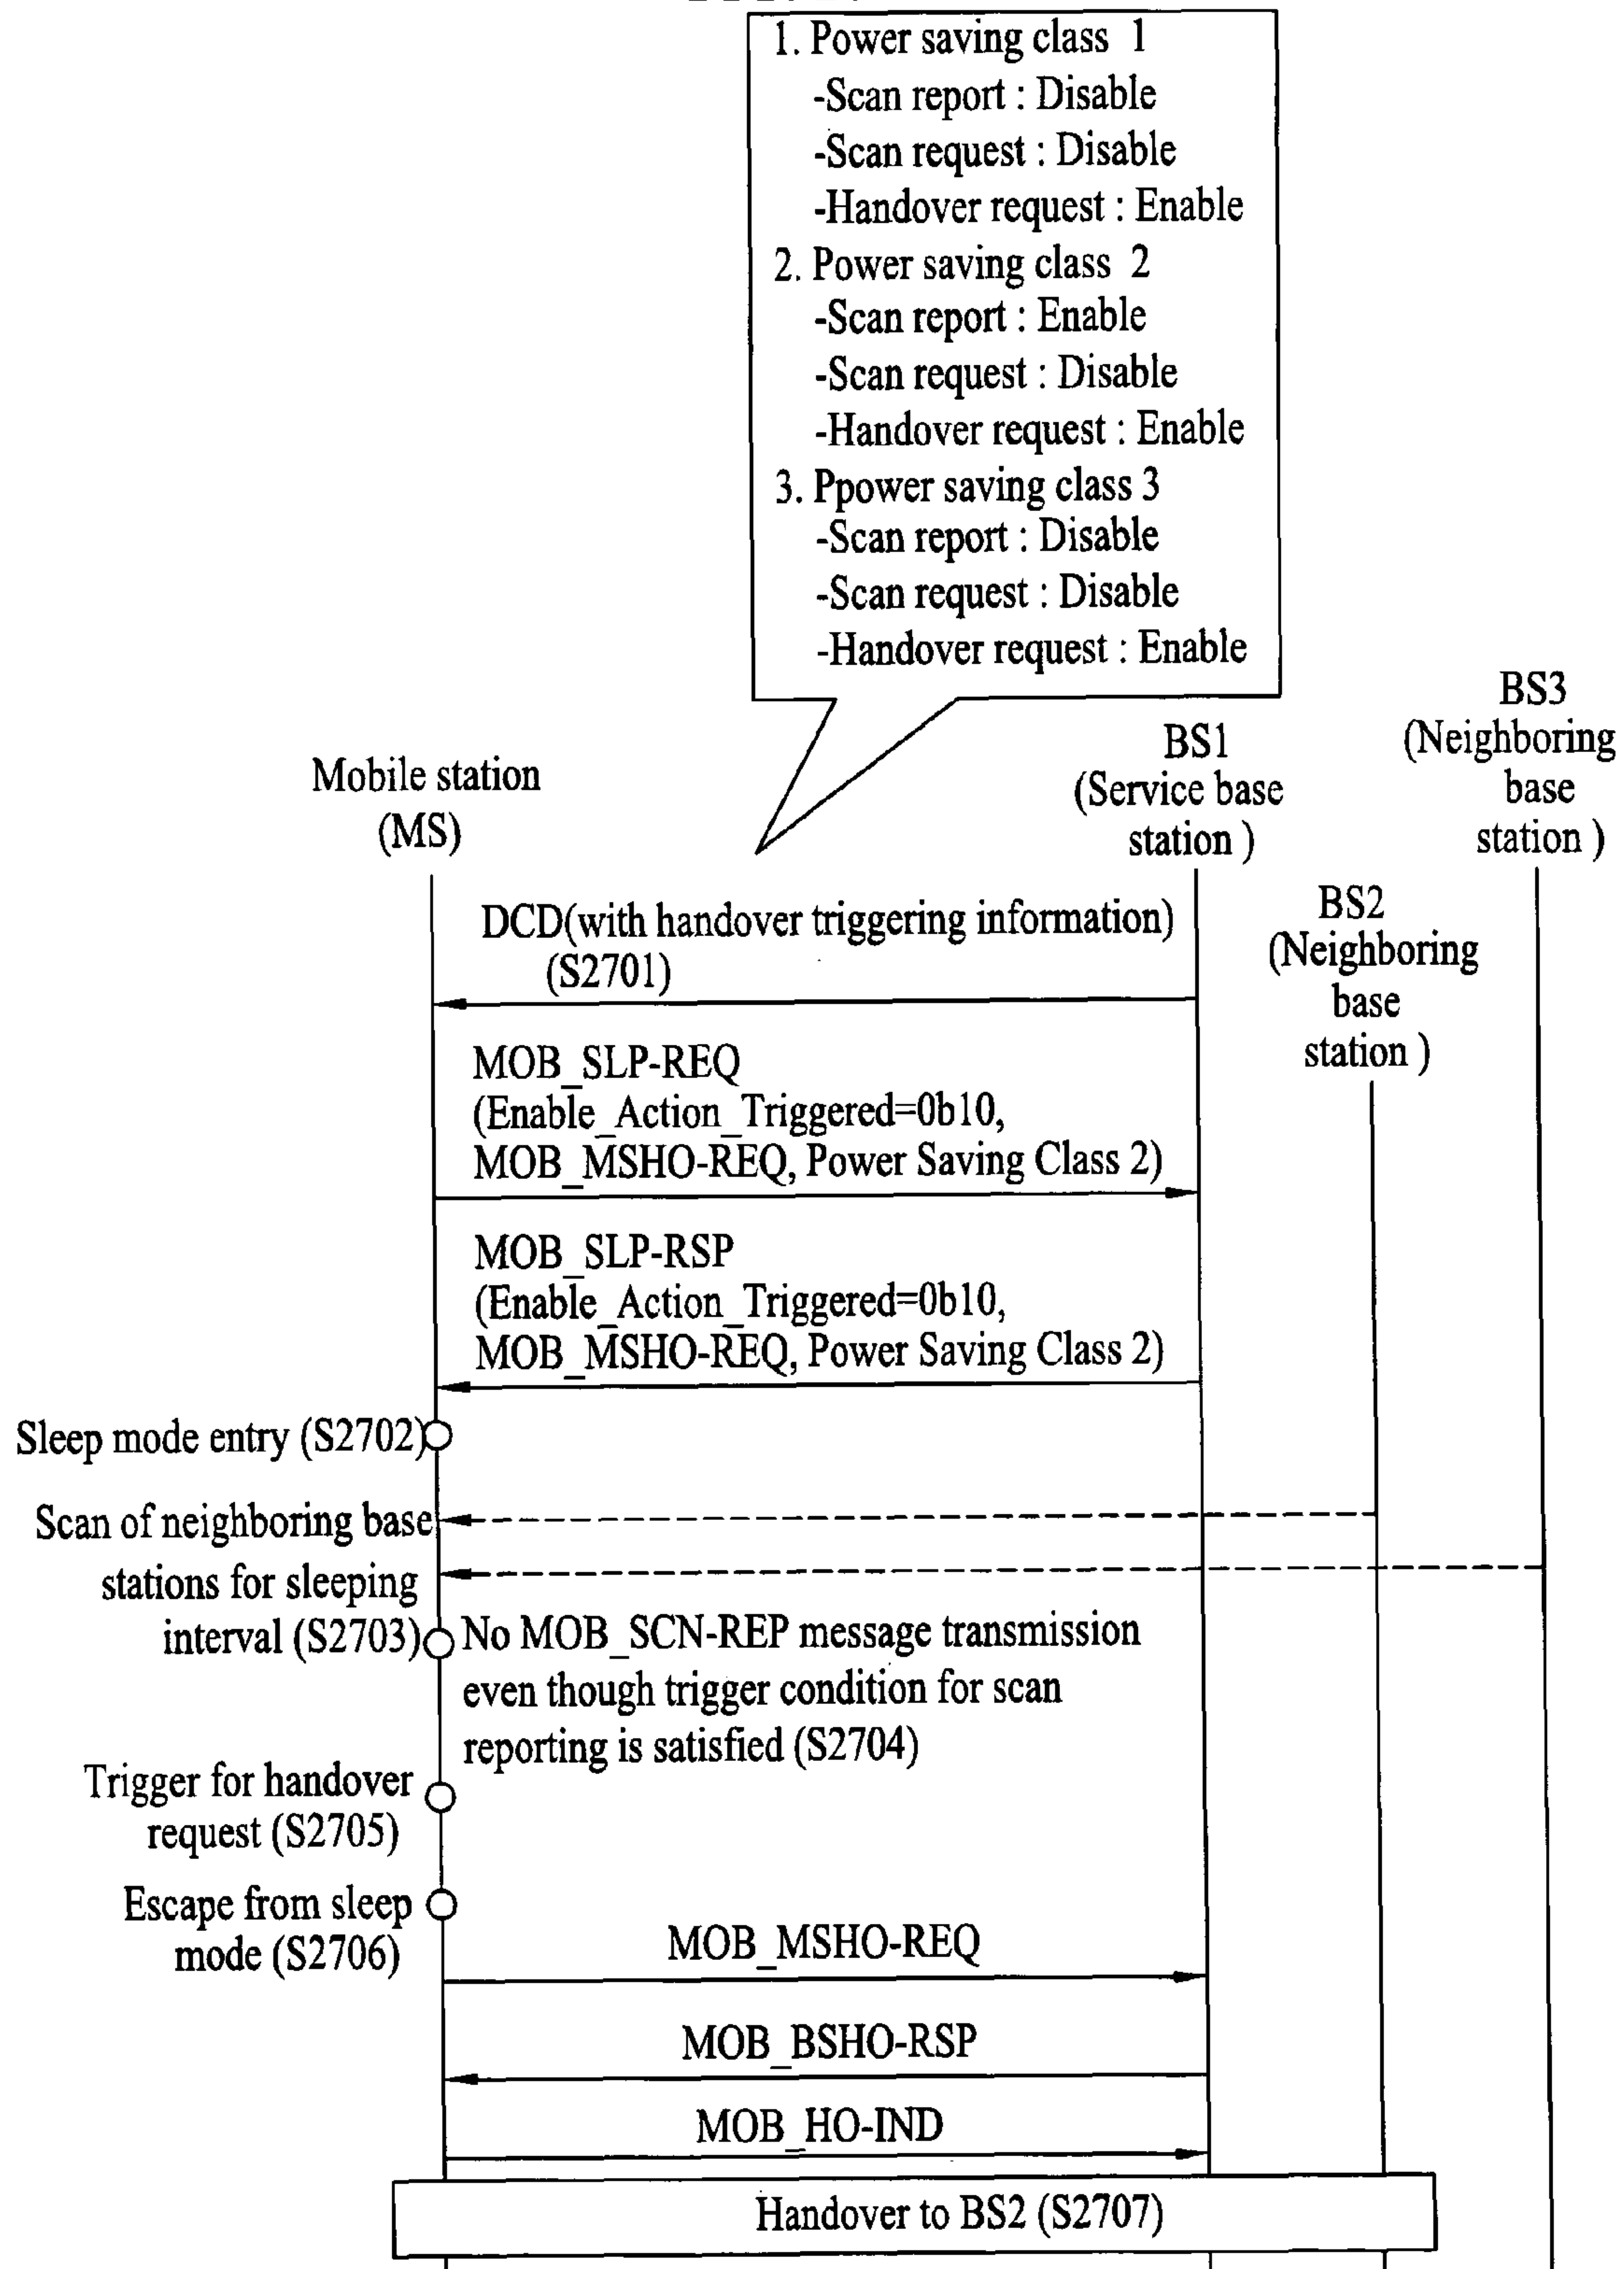 1. Power saving class 1
-Scan report : Disable
-Scan request : Disable
-Handover request : Enable
2. Power saving class 2
-Scan report : Enable
-Scan request : Disable
-Handover request : Enable
3. Ppower saving class 3
-Scan report : Disable
-Scan request : Disable
-Handover request : Enable
Mobile station
(MS)
BS1
(Service base
station )
BS3
(Neighboring
base
station )
BS2
(Neighboring
base
station )
DCD(with handover triggering information)
(S2701)
MOB_SLP-REQ
(Enable_Action_Triggered=0b10,
MOB_MSHO-REQ, Power Saving Class 2)
MOB_SLP-RSP
(Enable_Action_Triggered=0b10,
MOB_MSHO-REQ, Power Saving Class 2)
Sleep mode entry (S2702)
Scan of neighboring base
stations for sleeping
interval (S2703)
No MOB_SCN-REP message transmission
even though trigger condition for scan
reporting is satisfied (S2704)
Trigger for handover
request (S2705)
Escape from sleep
mode (S2706)
MOB_MSHO-REQ
MOB_BSHO-RSP
MOB_HO-IND
Handover to BS2 (S2707)